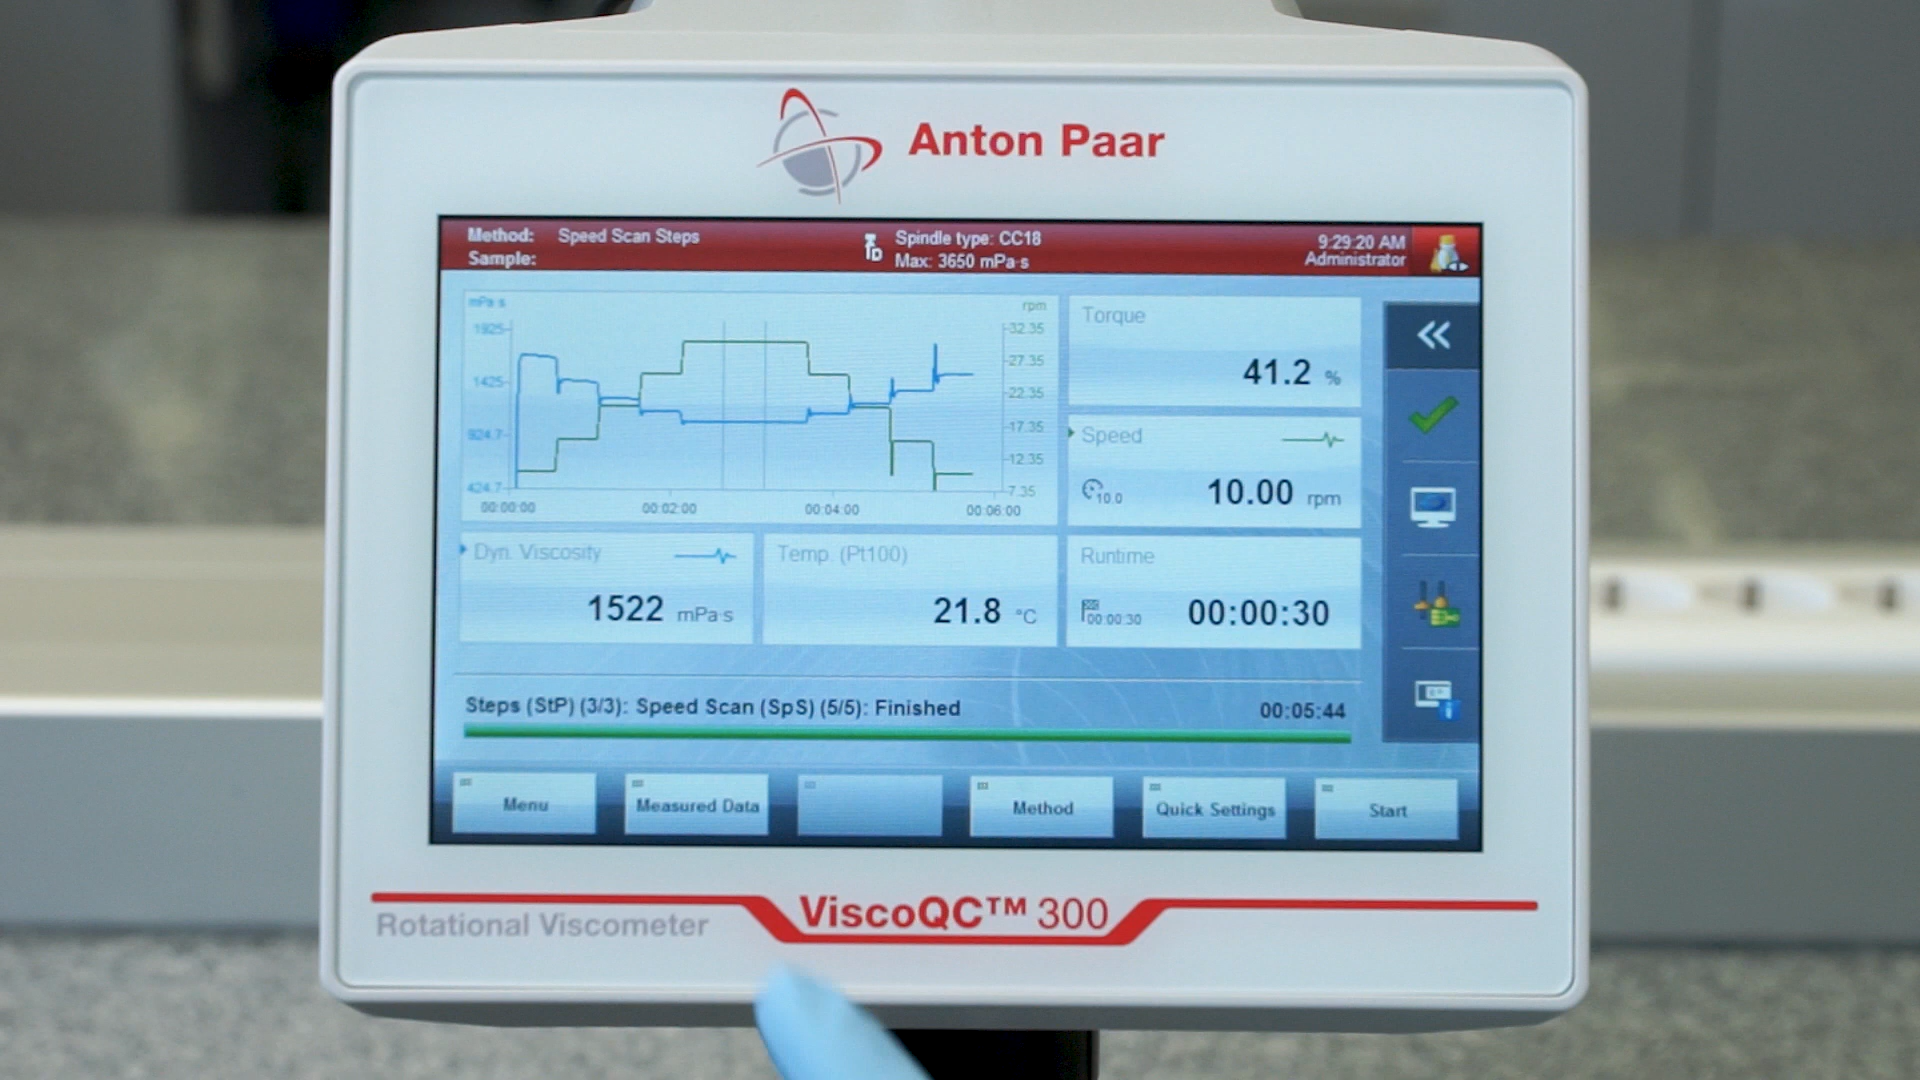 Anton Paar
Method: Speed Scan Steps
Sample:
TD
Spindle type: CC18
Max: 3650 mPa·s
9:29:20 AM
Administrator
mPa·s
rpm
1925
1425
924.7
424.7
32.35
27.35
22.35
17.35
12.35
7.35
00:00:00
00:02:00
00:04:00
00:06:00
Torque
41.2 %
Speed
10.0
10.00 rpm
Dyn. Viscosity
1522 mPa·s
Temp. (Pt100)
21.8 °C
Runtime
00:00:30
00:00:30
Steps (StP) (3/3): Speed Scan (SpS) (5/5): Finished
00:05:44
Menu
Measured Data
Method
Quick Settings
Start
ViscoQC™ 300
Rotational Viscometer